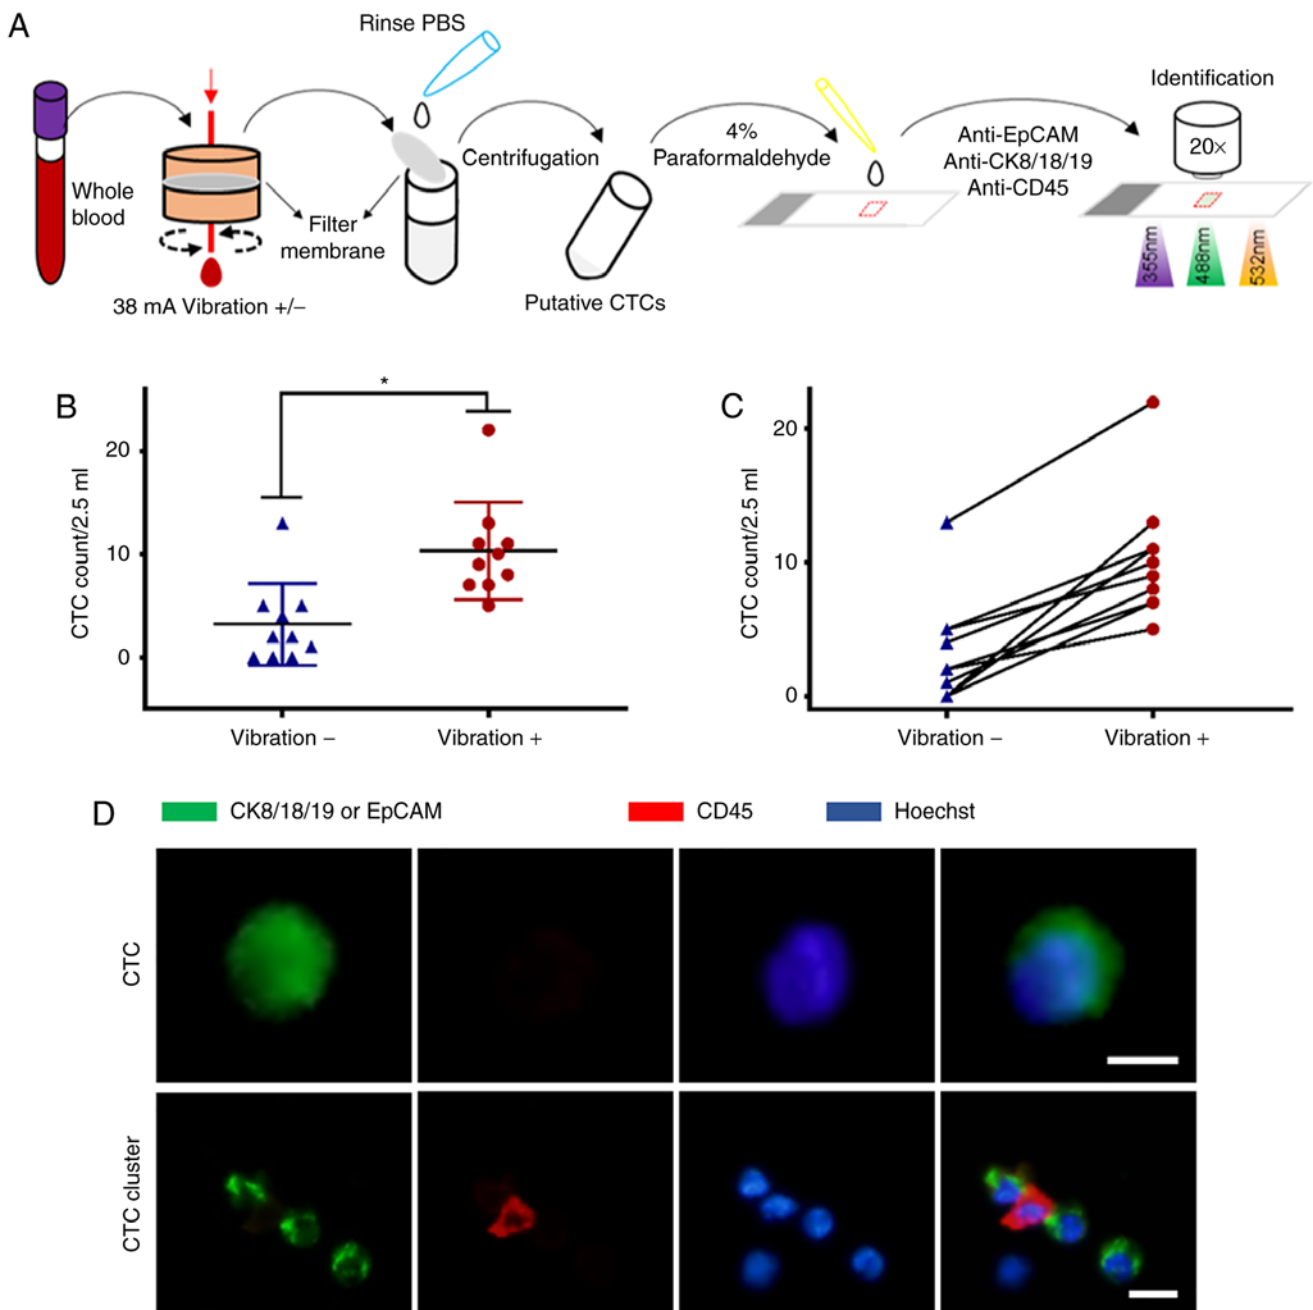 A
Rinse PBS
Whole
blood
38 mA Vibration +/−
Filter
membrane
Centrifugation
Putative CTCs
4%
Paraformaldehyde
Anti-EpCAM
Anti-CK8/18/19
Anti-CD45
Identification
20×
355nm
488nm
532nm
B
CTC count/2.5 ml
20
10
0
*
Vibration −
Vibration +
C
CTC count/2.5 ml
20
10
0
Vibration −
Vibration +
D
CK8/18/19 or EpCAM
CD45
Hoechst
CTC
CTC cluster